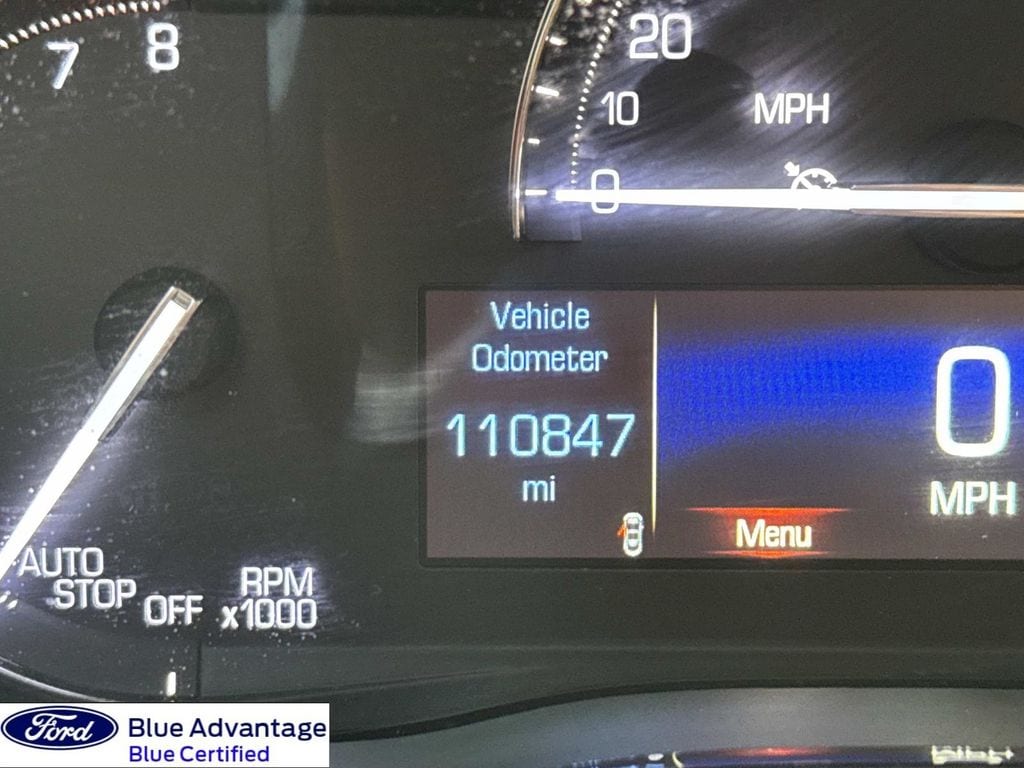 7
8
20
10
MPH
0
Vehicle
Odometer
110847
mi
0
MPH
Menu
AUTO
STOP
OFF
RPM
x1000
Ford
Blue Advantage
Blue Certified